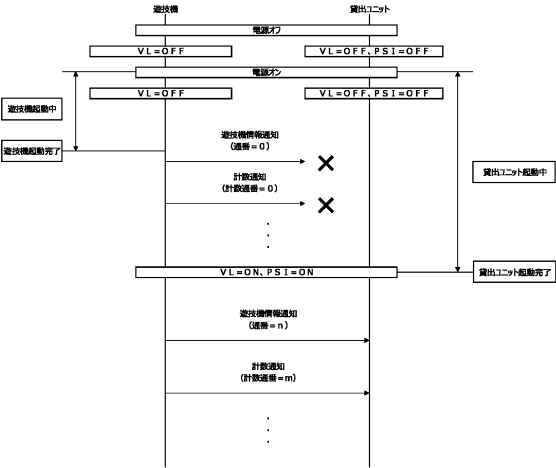 遊技機
貸出ユニット
電源オフ
VL=OFF
VL=OFF、PSI=OFF
電源オン
VL=OFF
VL=OFF、PSI=OFF
遊技機起動中
遊技機情報通知
(通番=0)
遊技機起動完了
計数通知
(計数通番=0)
貸出ユニット起動中
VL=ON、PSI=ON
貸出ユニット起動完了
遊技機情報通知
(通番=n)
計数通知
(計数通番=m)